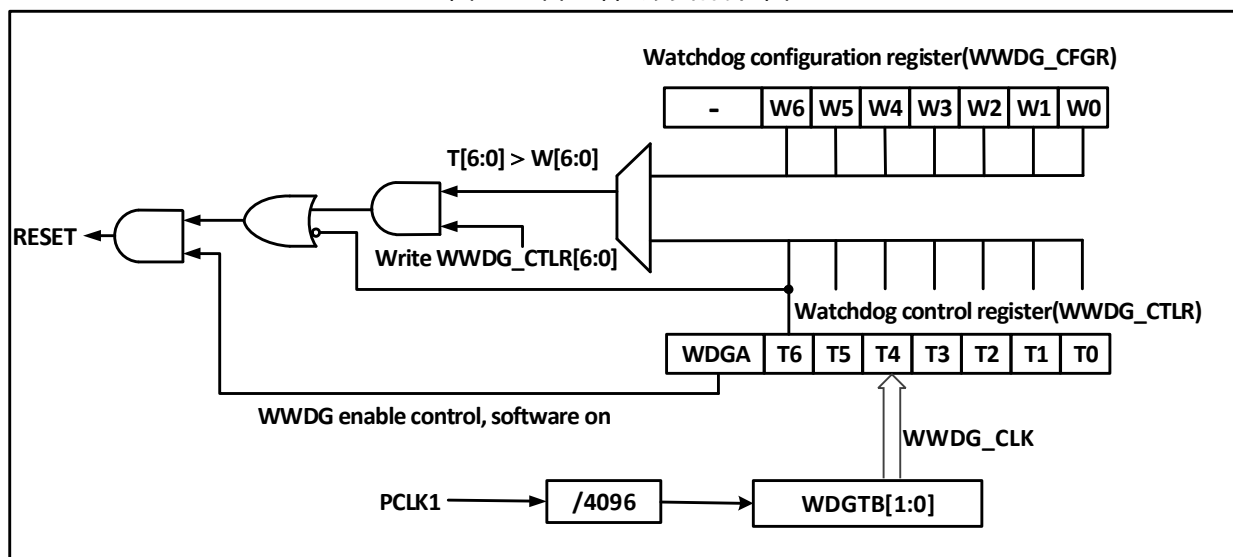 Watchdog configuration register(WWDG_CFGR)
- W6 W5 W4 W3 W2 W1 W0
T[6:0] > W[6:0]
RESET
Write WWDG_CTLR[6:0]
Watchdog control register(WWDG_CTLR)
WDGA T6 T5 T4 T3 T2 T1 T0
WWDG enable control, software on
WWDG_CLK
PCLK1 /4096 WDGTB[1:0]